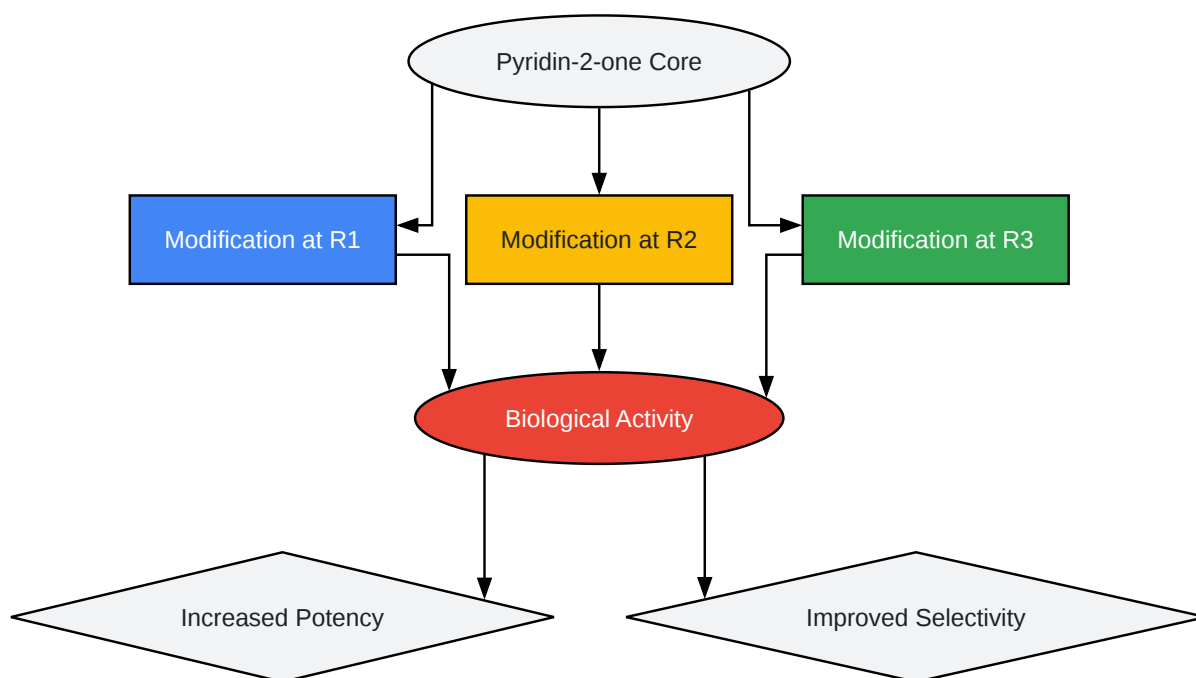 Pyridin-2-one Core
Modification at R1
Modification at R2
Modification at R3
Biological Activity
Increased Potency
Improved Selectivity